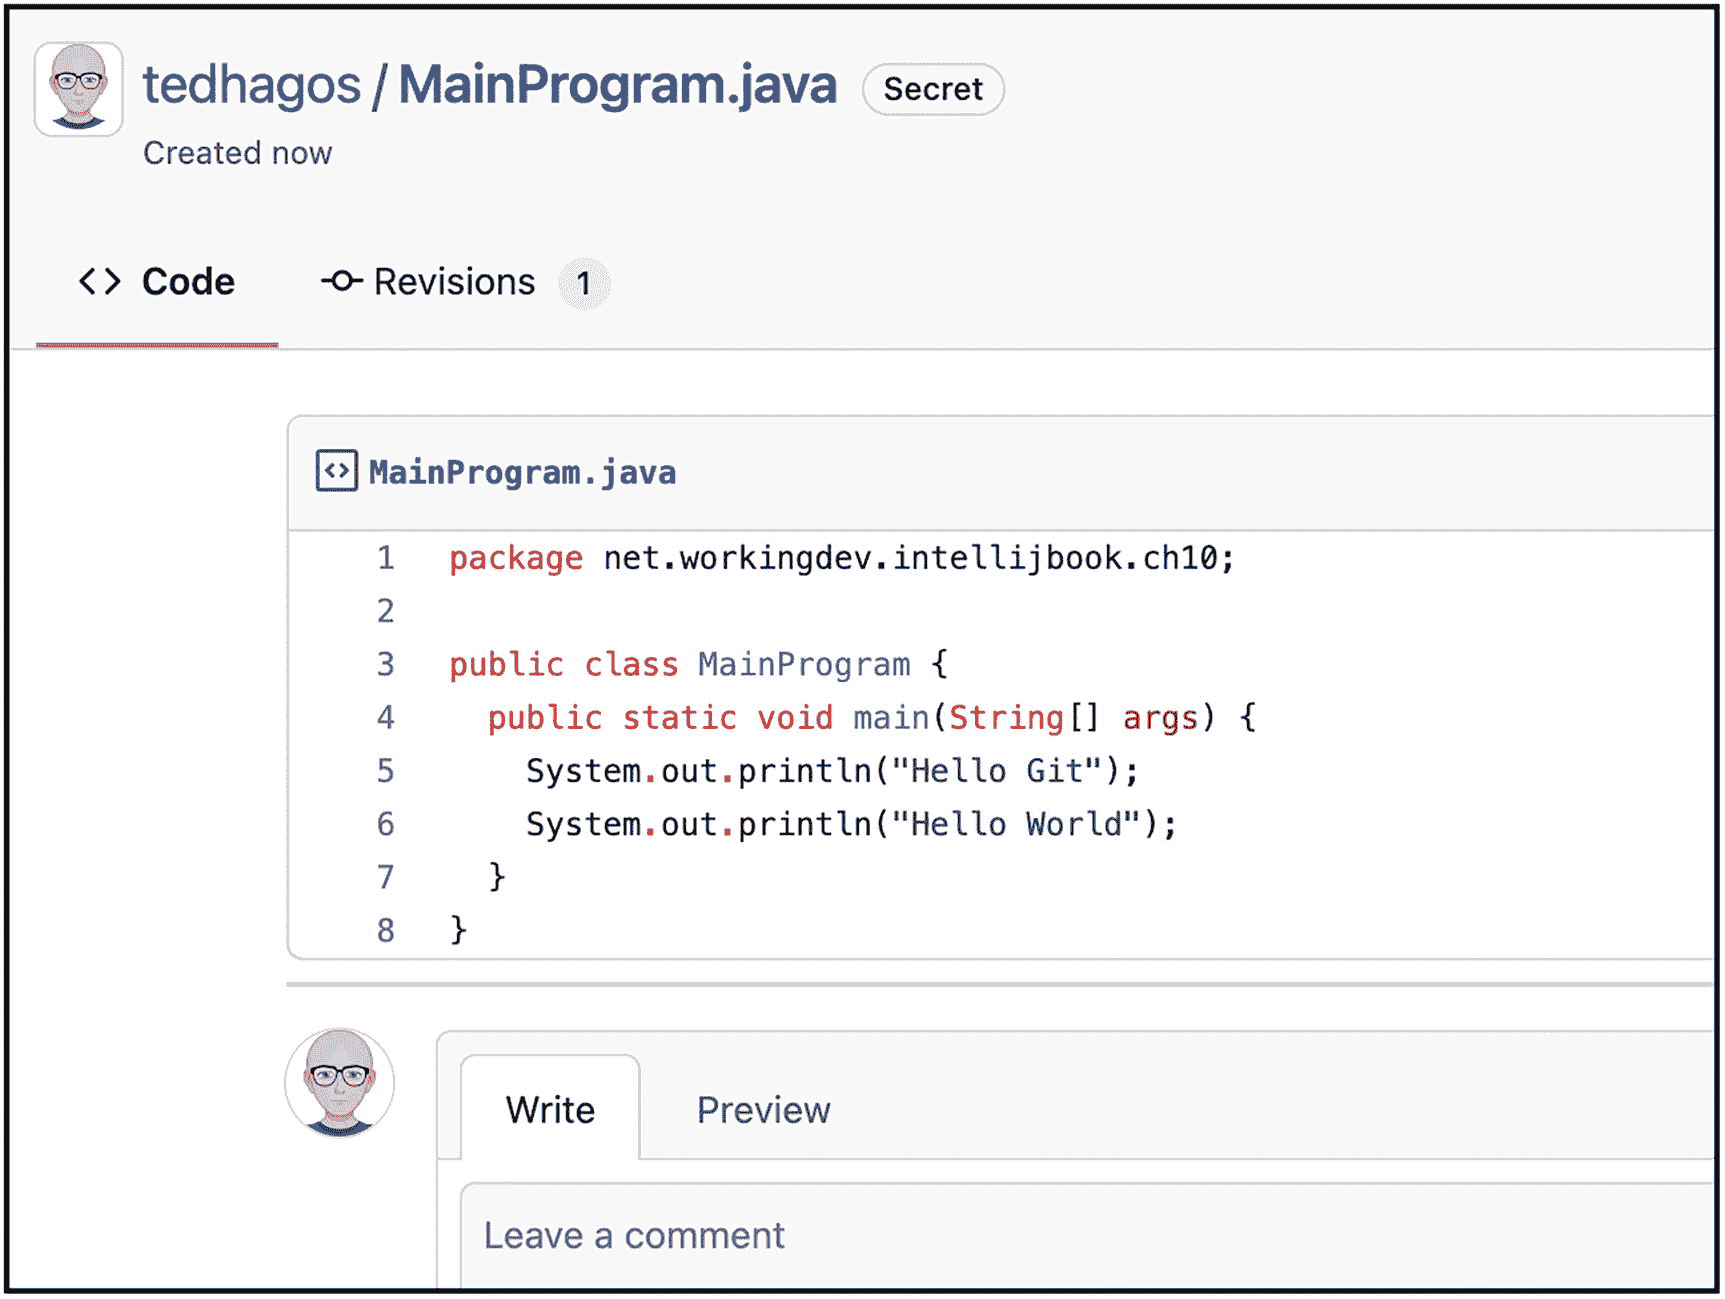 tedhagos / MainProgram.java Secret
Created now
<> Code Revisions 1
MainProgram.java
1 package net.workingdev.intellijbook.ch10;
2
3 public class MainProgram {
4 public static void main(String[] args) {
5 System.out.println("Hello Git");
6 System.out.println("Hello World");
7 }
8 }
Write Preview
Leave a comment